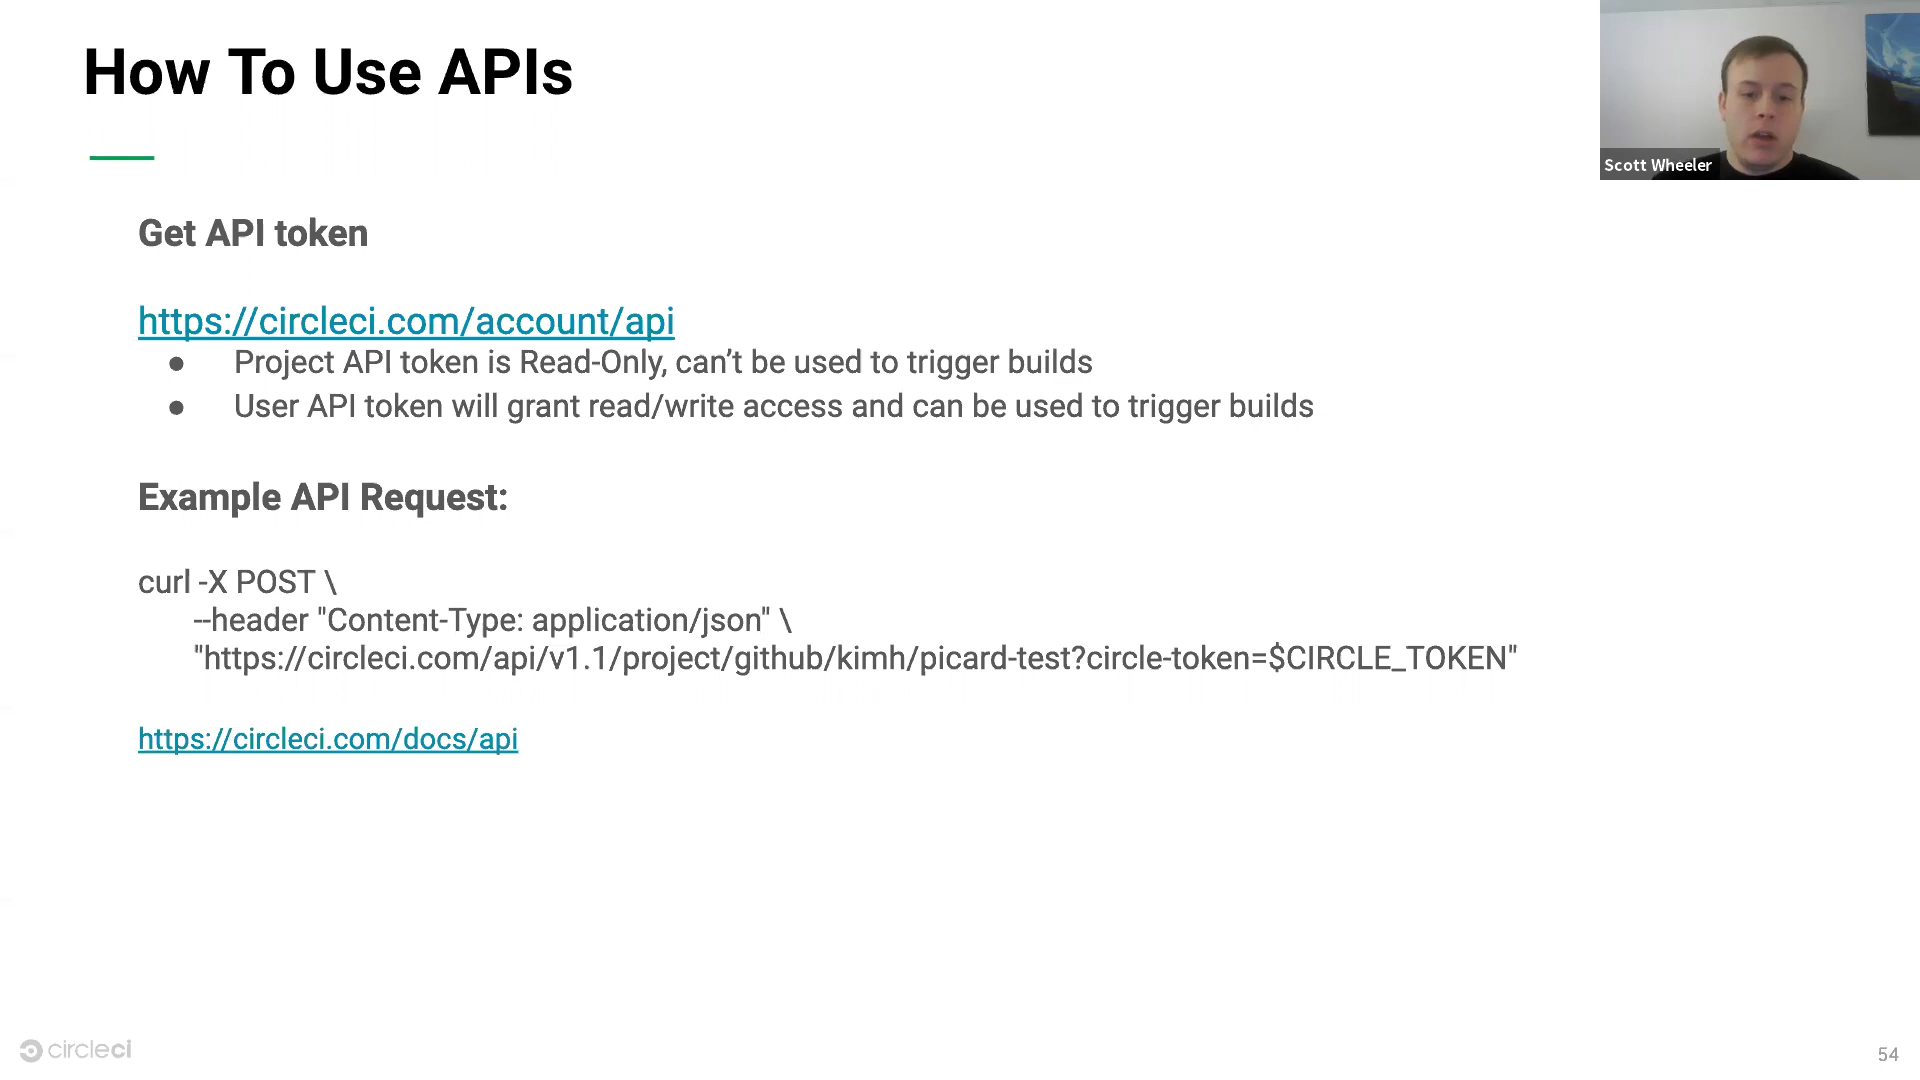 How To Use APIs
Scott Wheeler
Get API token
https://circleci.com/account/api
● Project API token is Read-Only, can’t be used to trigger builds
● User API token will grant read/write access and can be used to trigger builds
Example API Request:
curl -X POST \
--header "Content-Type: application/json" \
"https://circleci.com/api/v1.1/project/github/kimh/picard-test?circle-token=$CIRCLE_TOKEN"
https://circleci.com/docs/api
circleci
54